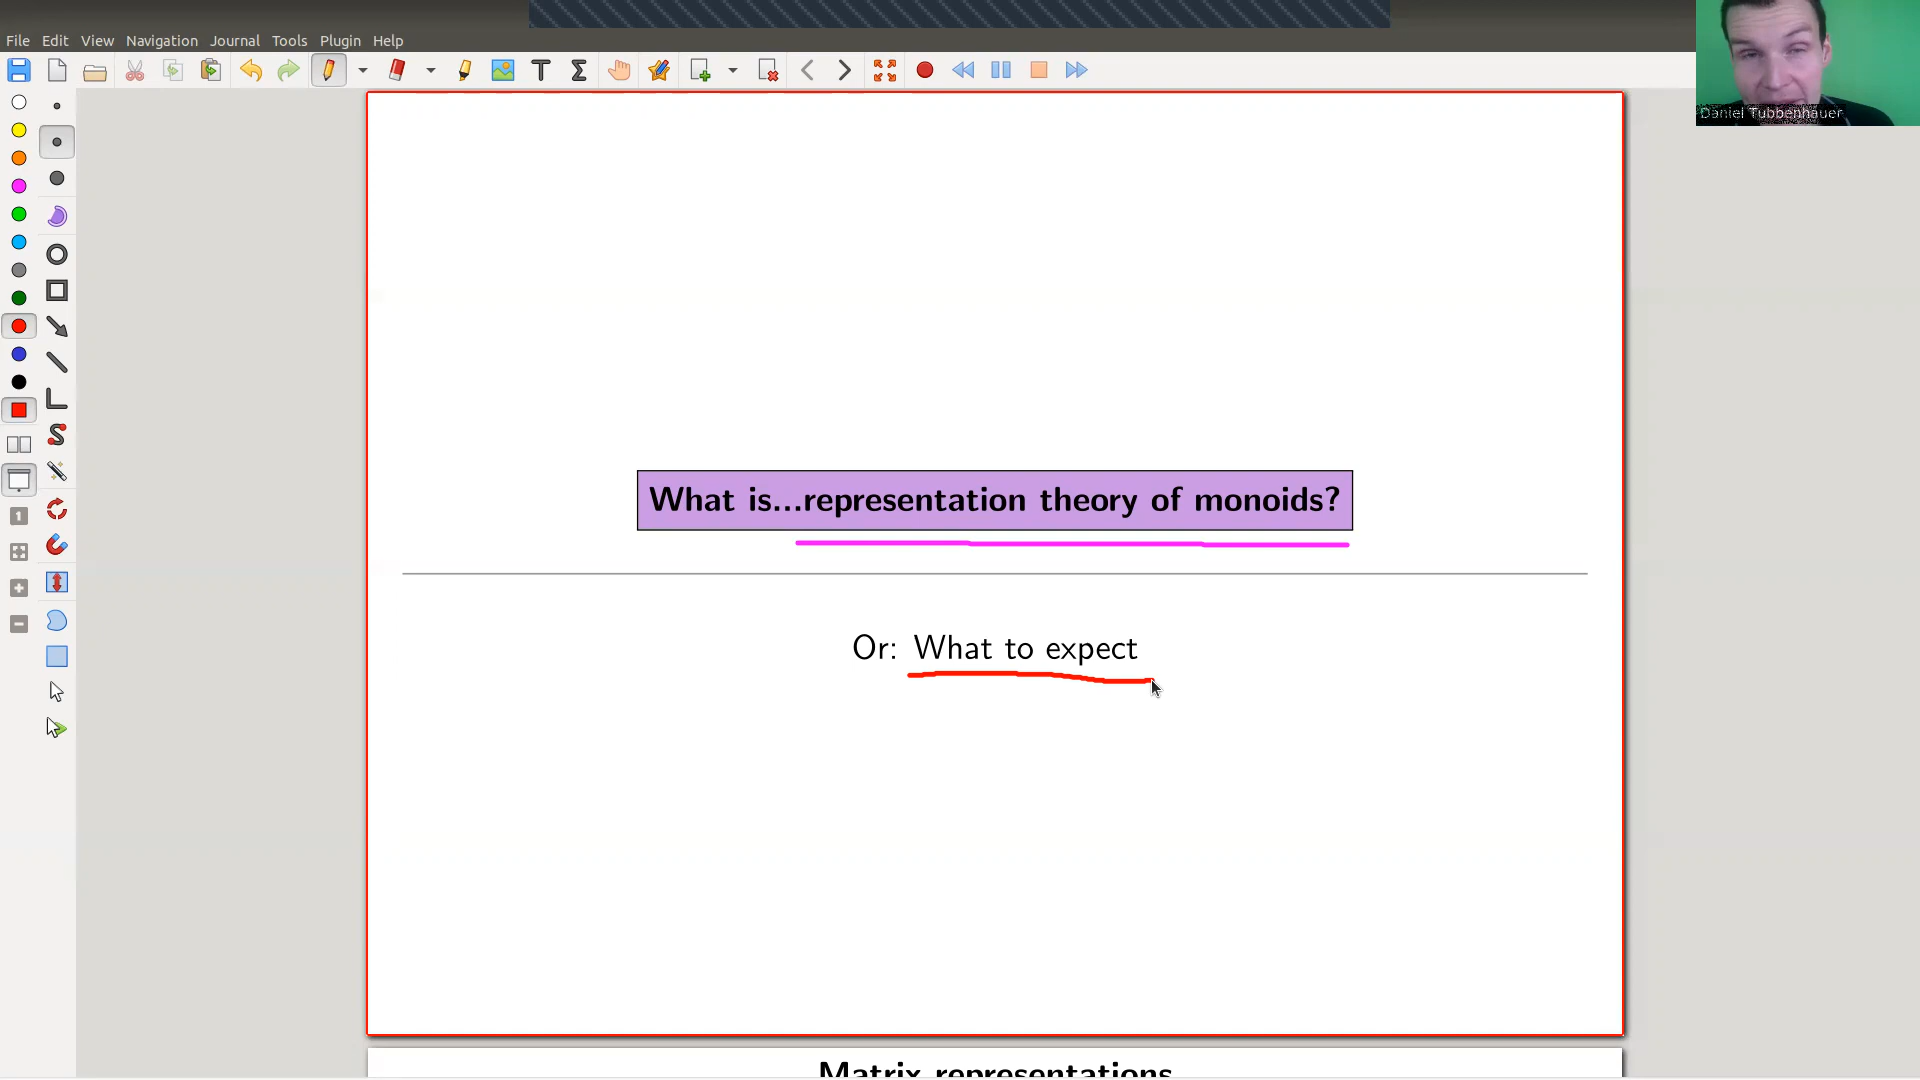 File Edit View Navigation Journal Tools Plugin Help
Daniel Tubbenhauer
What is...representation theory of monoids?
Or: What to expect
Matrix representations